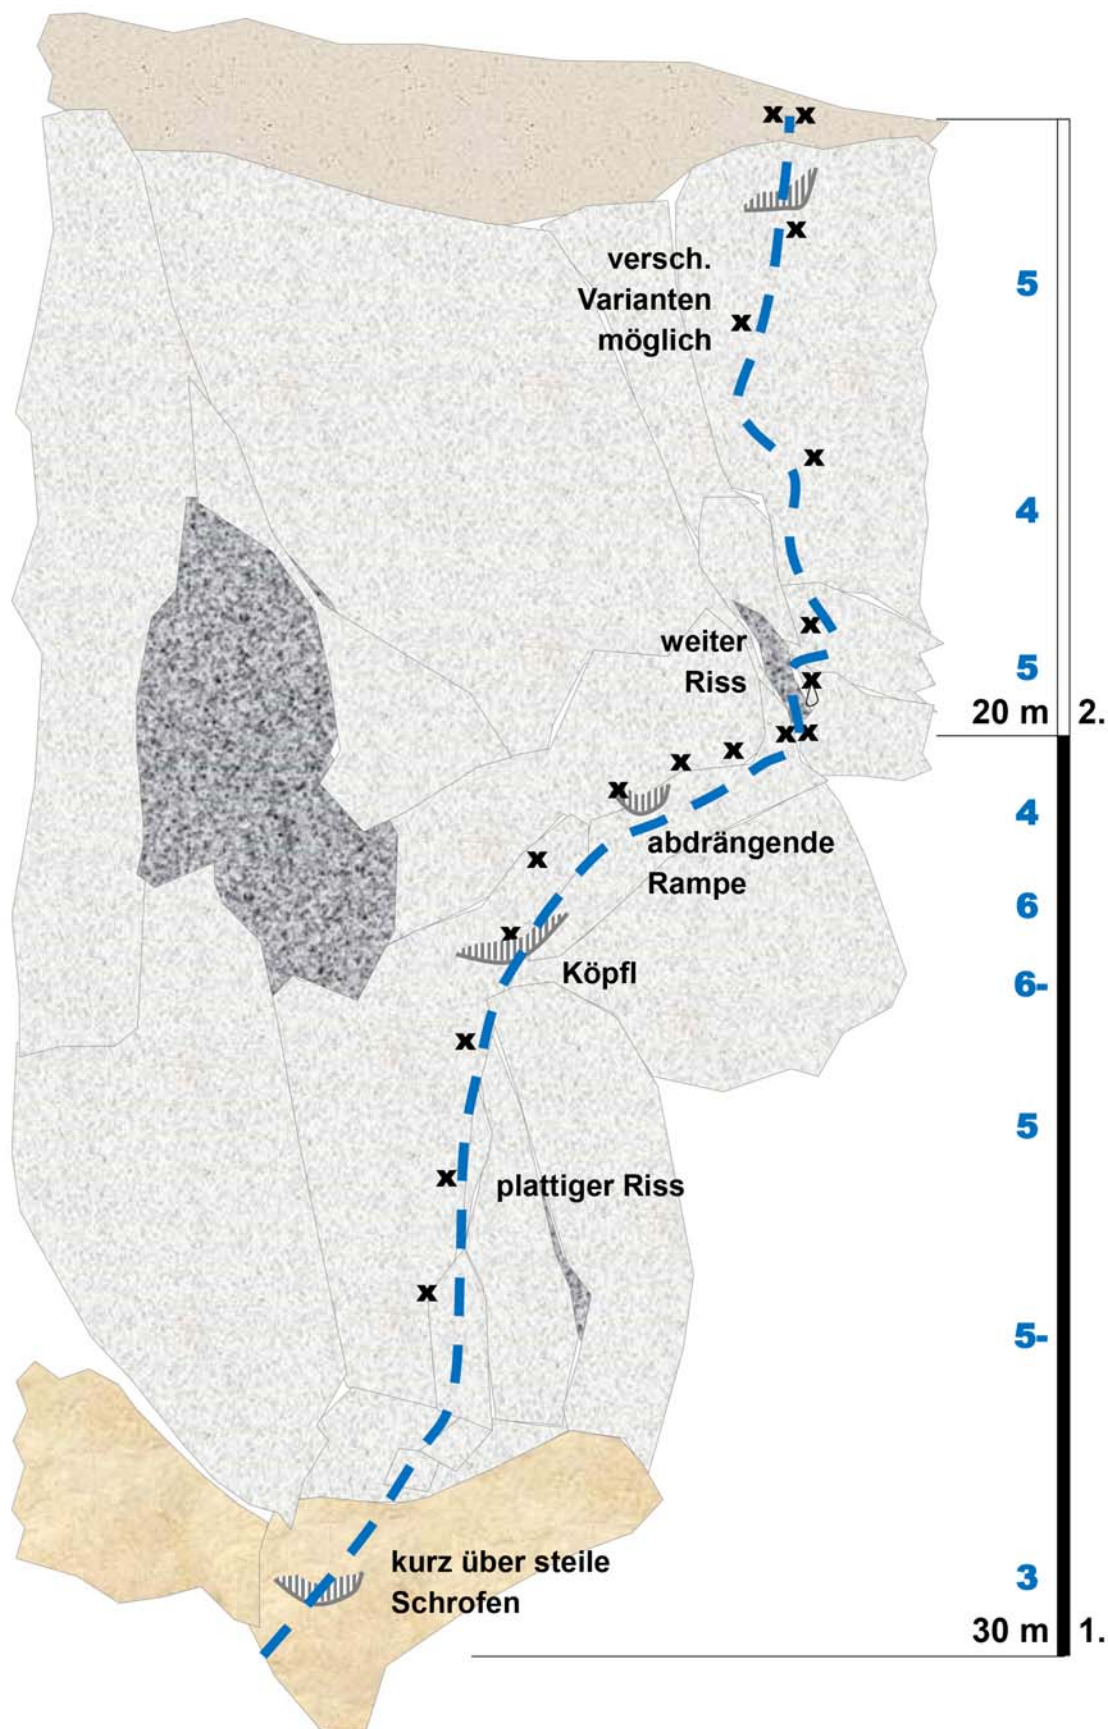 versch.
Varianten
möglich
5
4
weiter
Riss
5
20 m 2.
4
abdrängende
Rampe
6
Köpfl
6-
5
plattiger Riss
5-
kurz über steile
Schrofen
3
30 m 1.